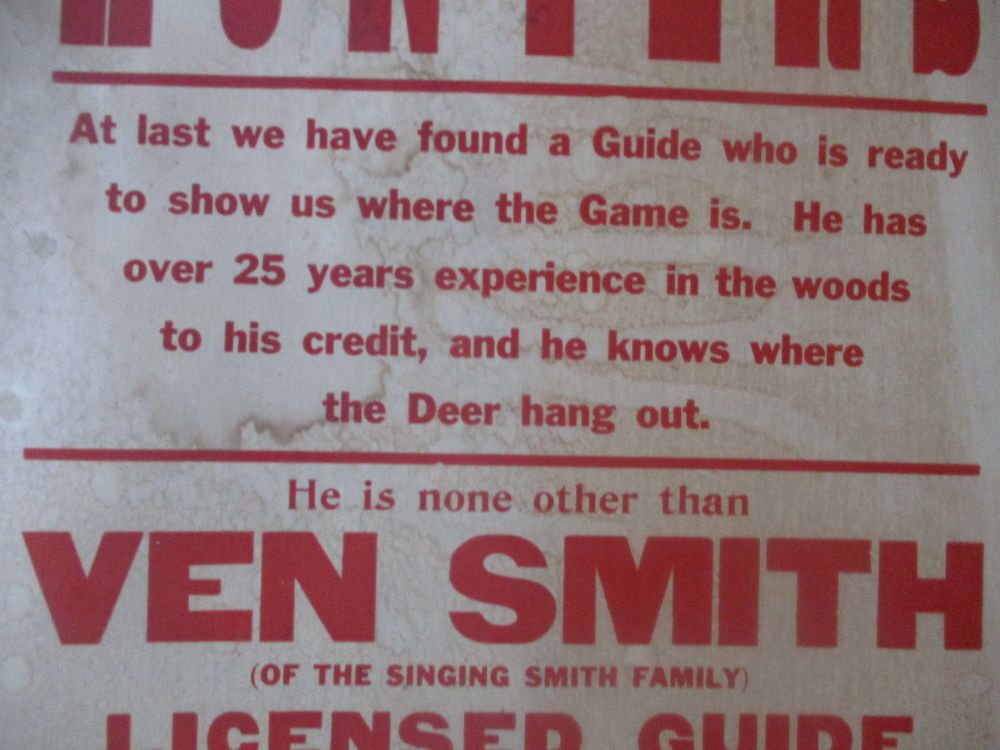 At last we have found a Guide who is ready
to show us where the Game is. He has
over 25 years experience in the woods
to his credit, and he knows where
the Deer hang out.
He is none other than
VEN SMITH
(OF THE SINGING SMITH FAMILY)
LICENSED GUIDE